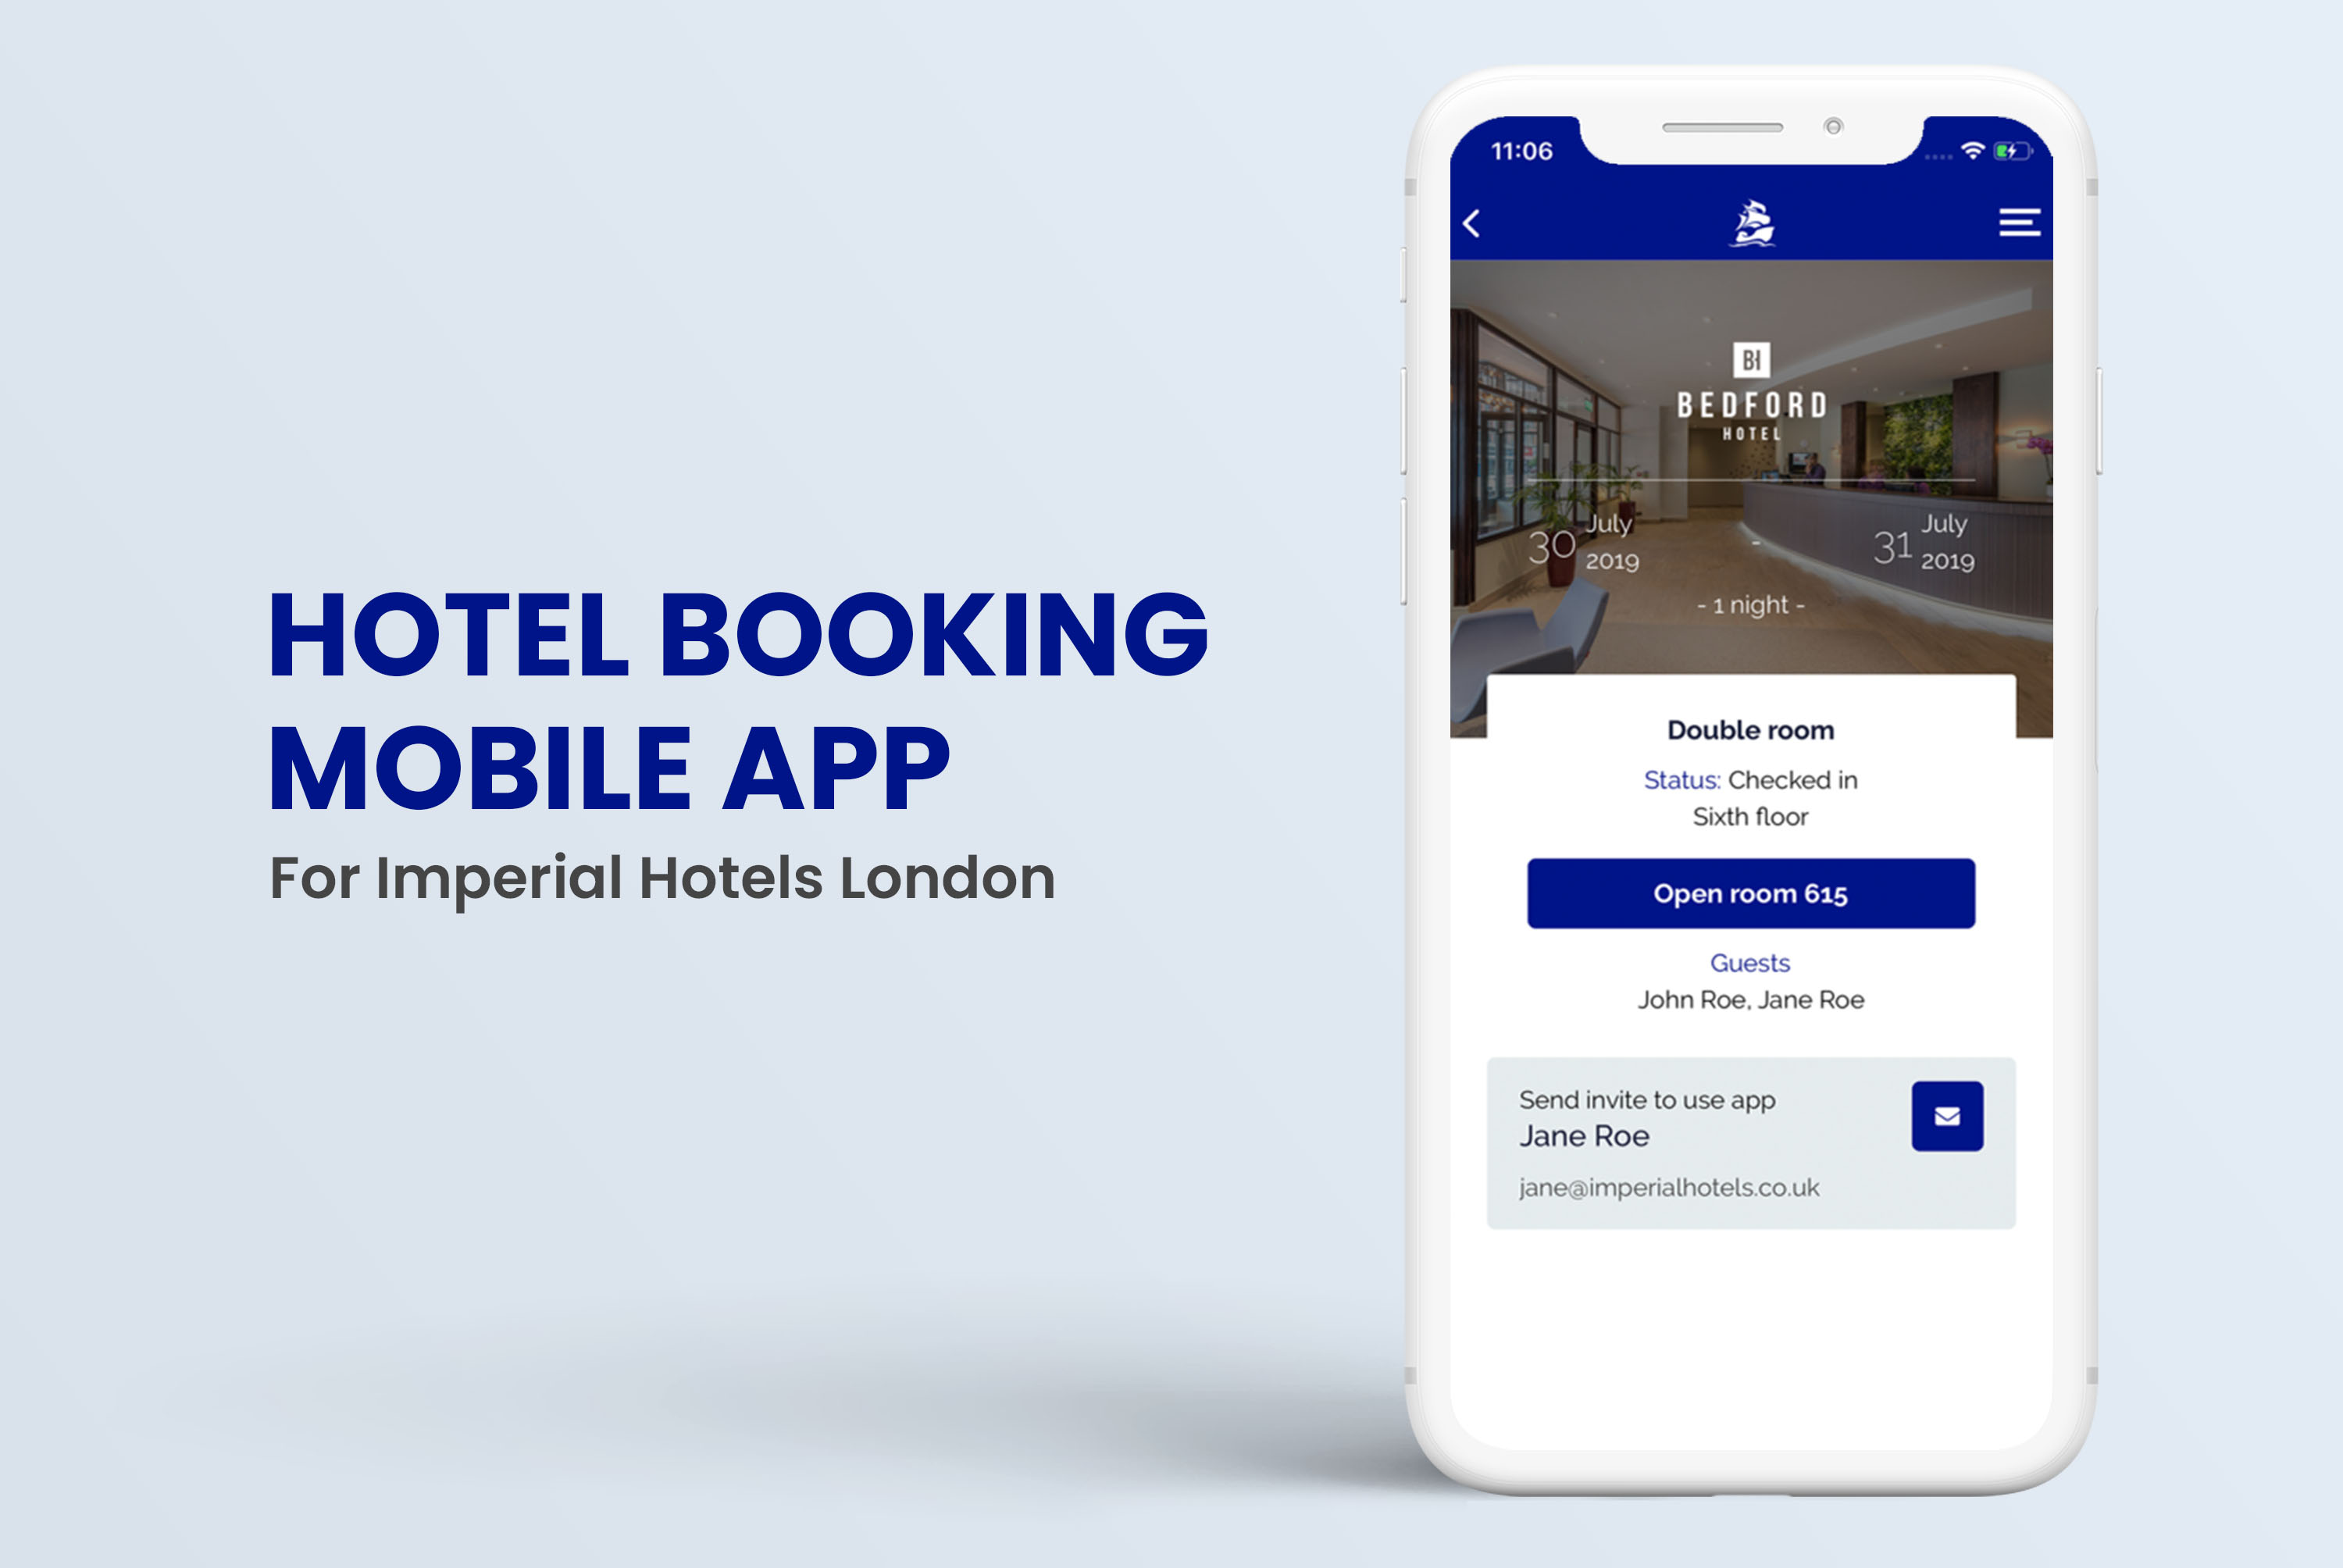 HOTEL BOOKING
MOBILE APP
For Imperial Hotels London
11:06
BH
BEDFORD
HOTEL
30 July 2019 - 31 July 2019
- 1 night -
Double room
Status: Checked in
Sixth floor
Open room 615
Guests
John Roe, Jane Roe
Send invite to use app
Jane Roe
jane@imperialhotels.co.uk